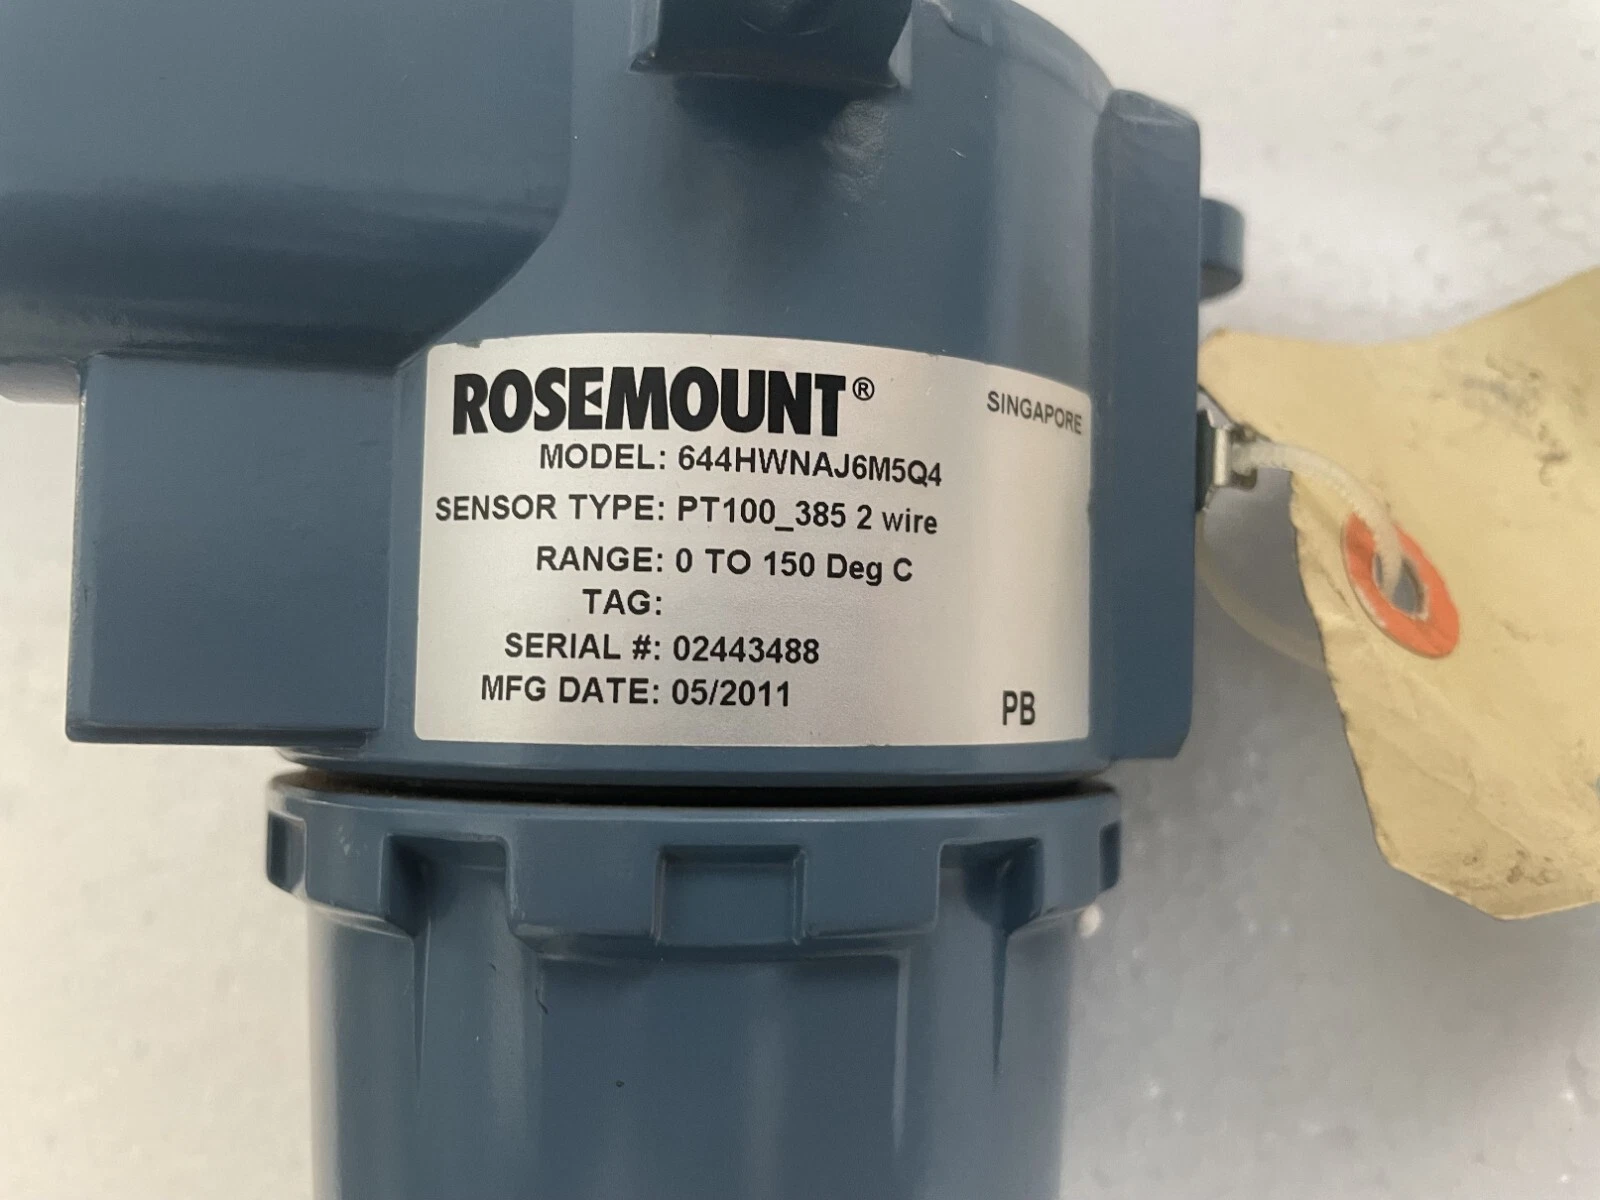 ROSEMOUNT®
SINGAPORE
MODEL: 644HWNAJ6M5Q4
SENSOR TYPE: PT100_385 2 wire
RANGE: 0 TO 150 Deg C
TAG:
SERIAL #: 02443488
MFG DATE: 05/2011
PB